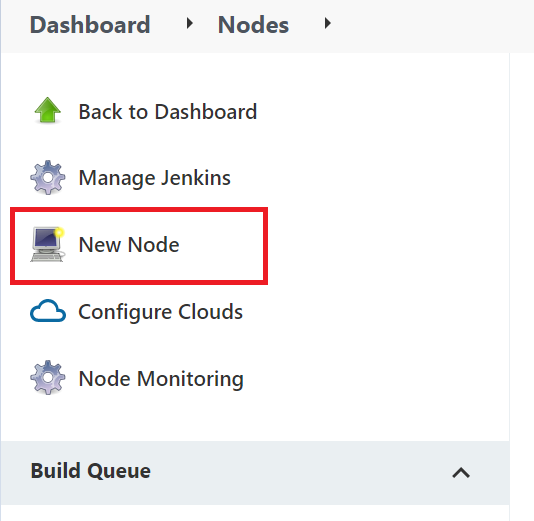 Dashboard Nodes
Back to Dashboard
Manage Jenkins
New Node
Configure Clouds
Node Monitoring
Build Queue